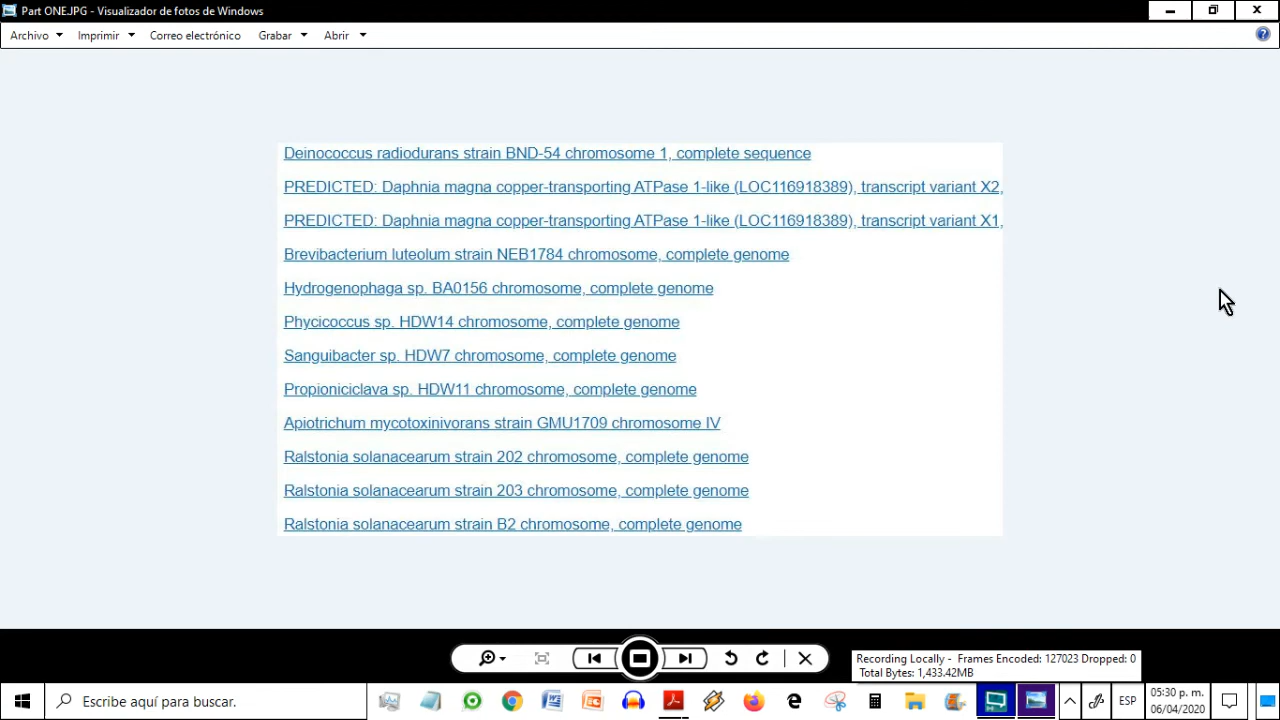 Part ONE.JPG - Visualizador de fotos de Windows
Archivo Imprimir Correo electrónico Grabar Abrir
Deinococcus radiodurans strain BND-54 chromosome 1, complete sequence
PREDICTED: Daphnia magna copper-transporting ATPase 1-like (LOC116918389), transcript variant X2,
PREDICTED: Daphnia magna copper-transporting ATPase 1-like (LOC116918389), transcript variant X1,
Brevibacterium luteolum strain NEB1784 chromosome, complete genome
Hydrogenophaga sp. BA0156 chromosome, complete genome
Phycicoccus sp. HDW14 chromosome, complete genome
Sanguibacter sp. HDW7 chromosome, complete genome
Propioniciclava sp. HDW11 chromosome, complete genome
Apiotrichum mycotoxinivorans strain GMU1709 chromosome IV
Ralstonia solanacearum strain 202 chromosome, complete genome
Ralstonia solanacearum strain 203 chromosome, complete genome
Ralstonia solanacearum strain B2 chromosome, complete genome
Recording Locally - Frames Encoded: 127023 Dropped: 0
Total Bytes: 1,433.42MB
Escribe aquí para buscar.
ESP
05:30 p. m.
06/04/2020